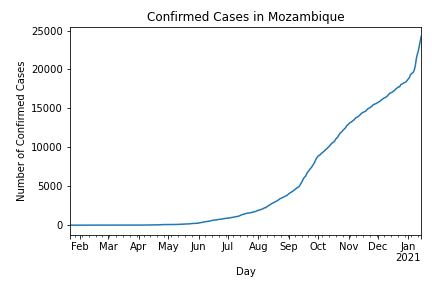 Confirmed Cases in Mozambique
Number of Confirmed Cases
25000
20000
15000
10000
5000
0
Feb Mar Apr May Jun Jul Aug Sep Oct Nov Dec Jan
2021
Day